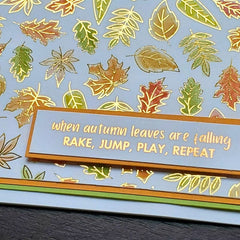 when autumn leaves are falling
RAKE, JUMP, PLAY, REPEAT